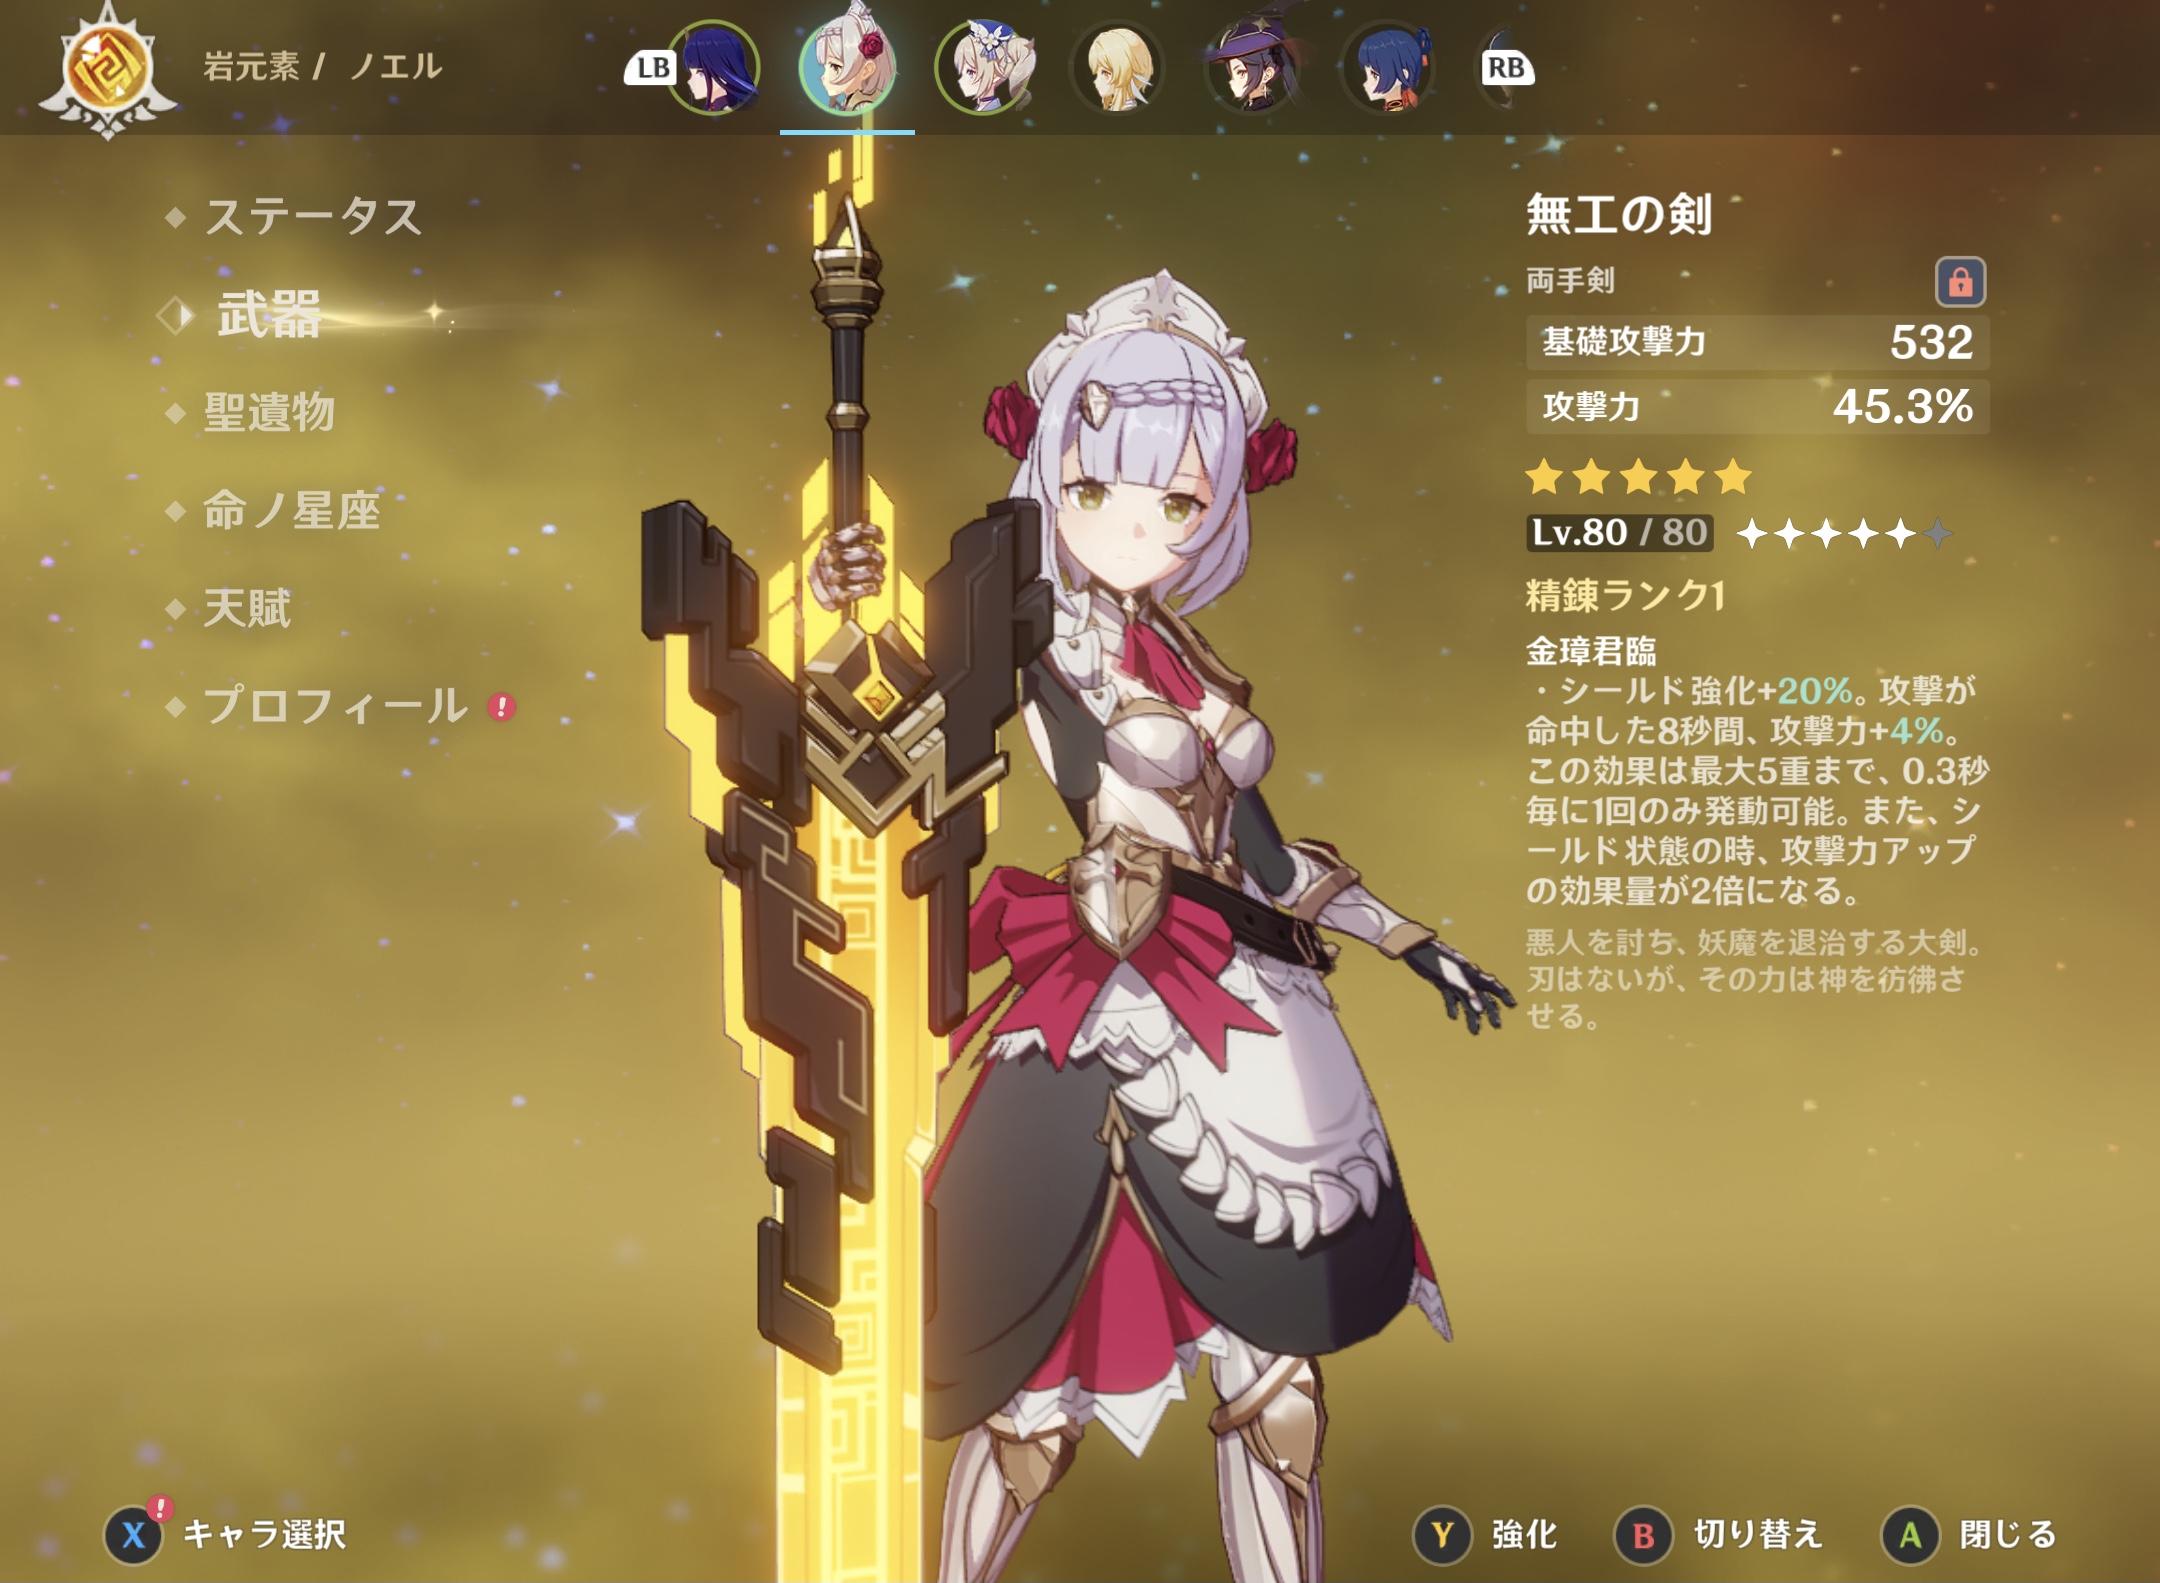 岩元素 / ノエル
LB
RB
ステータス
武器
聖遺物
命ノ星座
天賦
プロフィール
無工の剣
両手剣
基礎攻撃力 532
攻撃力 45.3%
Lv.80 / 80
精錬ランク1
金璋君臨
・シールド強化+20%。攻撃が
命中した8秒間、攻撃力+4%。
この効果は最大5重まで、0.3秒
毎に1回のみ発動可能。また、シ
ールド状態の時、攻撃力アップ
の効果量が2倍になる。
悪人を討ち、妖魔を退治する大剣。
刃はないが、その力は神を彷彿さ
せる。
X キャラ選択
Y 強化
B 切り替え
A 閉じる